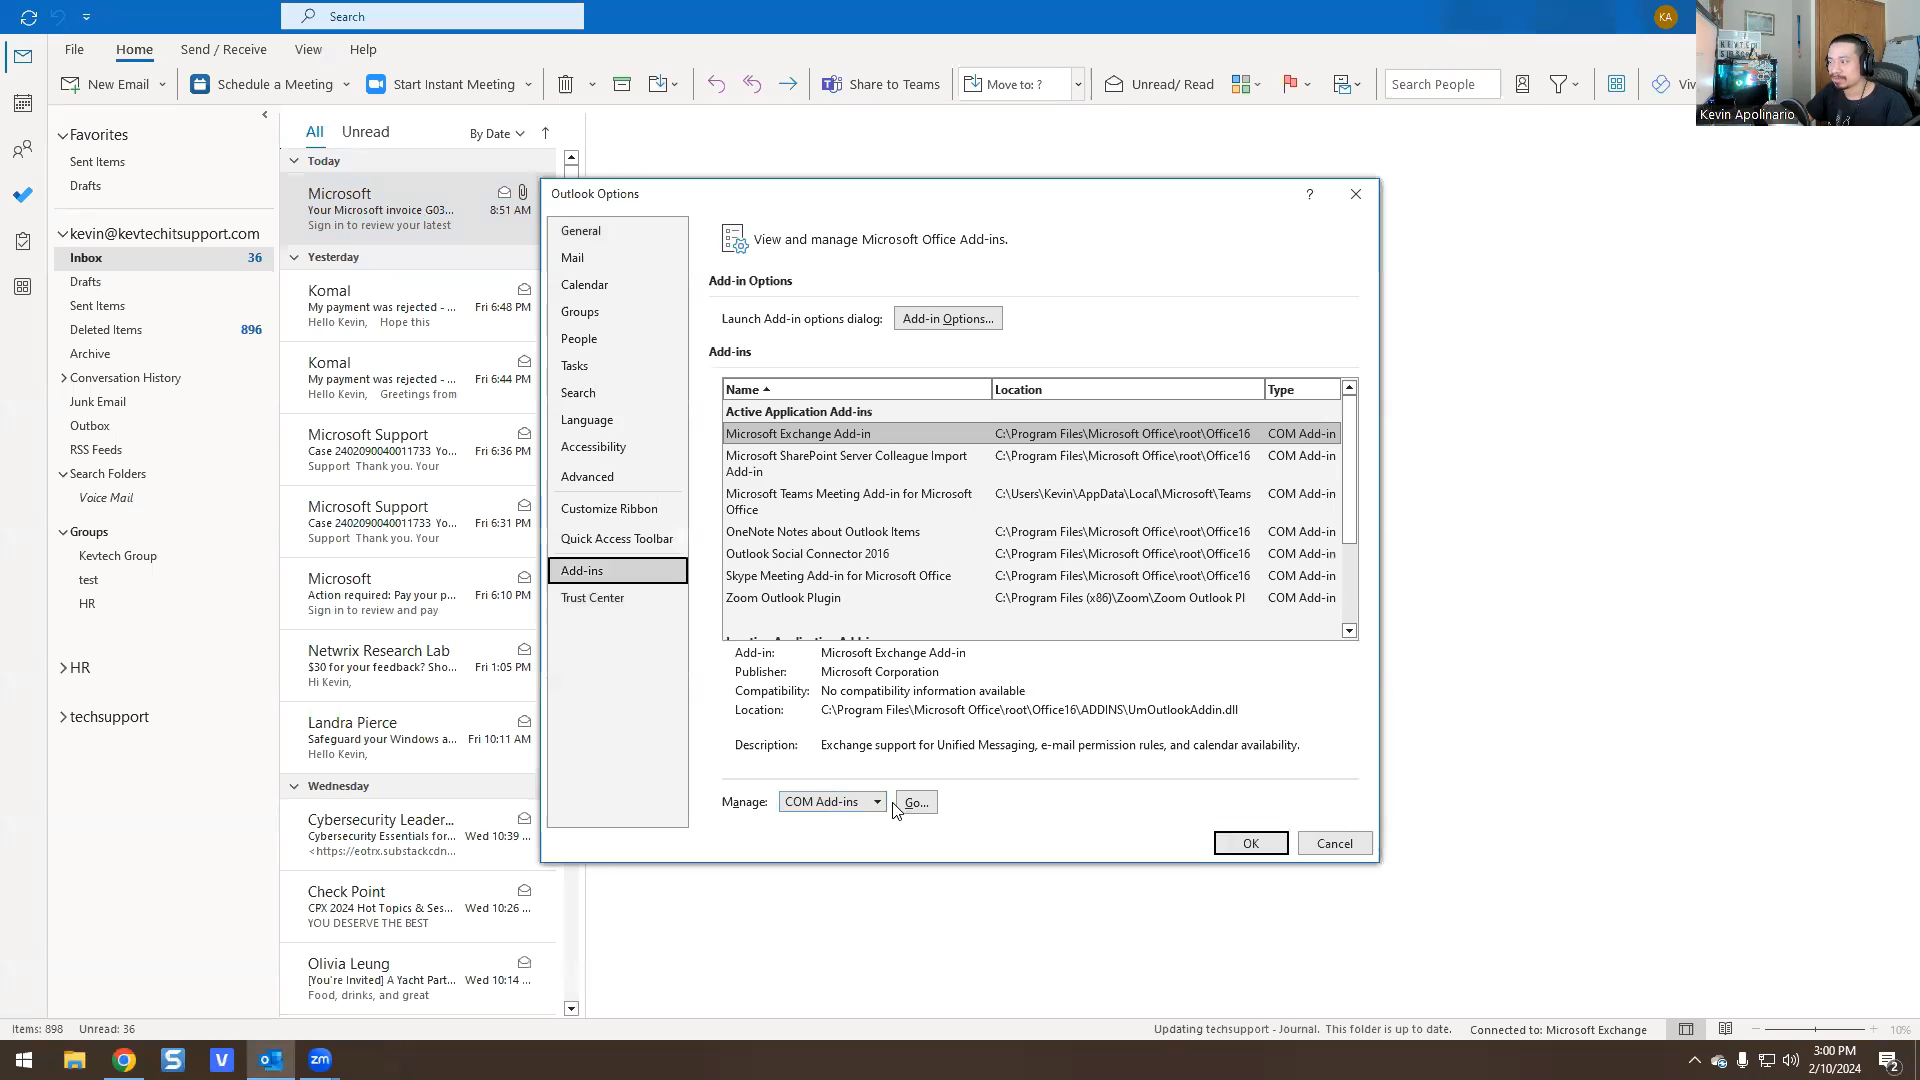 Search
KA
File Home Send / Receive View Help
New Email Schedule a Meeting Start Instant Meeting Share to Teams Move to: ? Unread/ Read Search People Viv
Kevin Apolinario
Favorites
Sent Items
Drafts
kevin@kevtechitsupport.com
Inbox 36
Drafts
Sent Items
Deleted Items 896
Archive
Conversation History
Junk Email
Outbox
RSS Feeds
Search Folders
Voice Mail
Groups
Kevtech Group
test
HR
HR
techsupport
All Unread By Date
Today
Microsoft
Your Microsoft invoice G03... 8:51 AM
Sign in to review your latest
Yesterday
Komal
My payment was rejected - ... Fri 6:48 PM
Hello Kevin, Hope this
Komal
My payment was rejected - ... Fri 6:44 PM
Hello Kevin, Greetings from
Microsoft Support
Case 2402090040011733 Yo... Fri 6:36 PM
Support Thank you. Your
Microsoft Support
Case 2402090040011733 Yo... Fri 6:31 PM
Support Thank you. Your
Microsoft
Action required: Pay your p... Fri 6:10 PM
Sign in to review and pay
Netwrix Research Lab
$30 for your feedback? Sho... Fri 1:05 PM
Hi Kevin,
Landra Pierce
Safeguard your Windows a... Fri 10:11 AM
Hello Kevin,
Wednesday
Cybersecurity Leader...
Cybersecurity Essentials for... Wed 10:39 ...
<https://eotrx.substackcdn...
Check Point
CPX 2024 Hot Topics & Ses... Wed 10:26 ...
YOU DESERVE THE BEST
Olivia Leung
[You're Invited] A Yacht Part... Wed 10:14 ...
Food, drinks, and great
Outlook Options
?
General
Mail
Calendar
Groups
People
Tasks
Search
Language
Accessibility
Advanced
Customize Ribbon
Quick Access Toolbar
Add-ins
Trust Center
View and manage Microsoft Office Add-ins.
Add-in Options
Launch Add-in options dialog: Add-in Options...
Add-ins
Name Location Type
Active Application Add-ins
Microsoft Exchange Add-in C:\Program Files\Microsoft Office\root\Office16 COM Add-in
Microsoft SharePoint Server Colleague Import C:\Program Files\Microsoft Office\root\Office16 COM Add-in
Add-in
Microsoft Teams Meeting Add-in for Microsoft C:\Users\Kevin\AppData\Local\Microsoft\Teams COM Add-in
Office
OneNote Notes about Outlook Items C:\Program Files\Microsoft Office\root\Office16 COM Add-in
Outlook Social Connector 2016 C:\Program Files\Microsoft Office\root\Office16 COM Add-in
Skype Meeting Add-in for Microsoft Office C:\Program Files\Microsoft Office\root\Office16 COM Add-in
Zoom Outlook Plugin C:\Program Files (x86)\Zoom\Zoom Outlook Pl COM Add-in
Add-in: Microsoft Exchange Add-in
Publisher: Microsoft Corporation
Compatibility: No compatibility information available
Location: C:\Program Files\Microsoft Office\root\Office16\ADDINS\UmOutlookAddin.dll
Description: Exchange support for Unified Messaging, e-mail permission rules, and calendar availability.
Manage: COM Add-ins Go...
OK Cancel
Items: 898 Unread: 36 Updating techsupport - Journal. This folder is up to date. Connected to: Microsoft Exchange 10%
S V zm
3:00 PM
2/10/2024
2